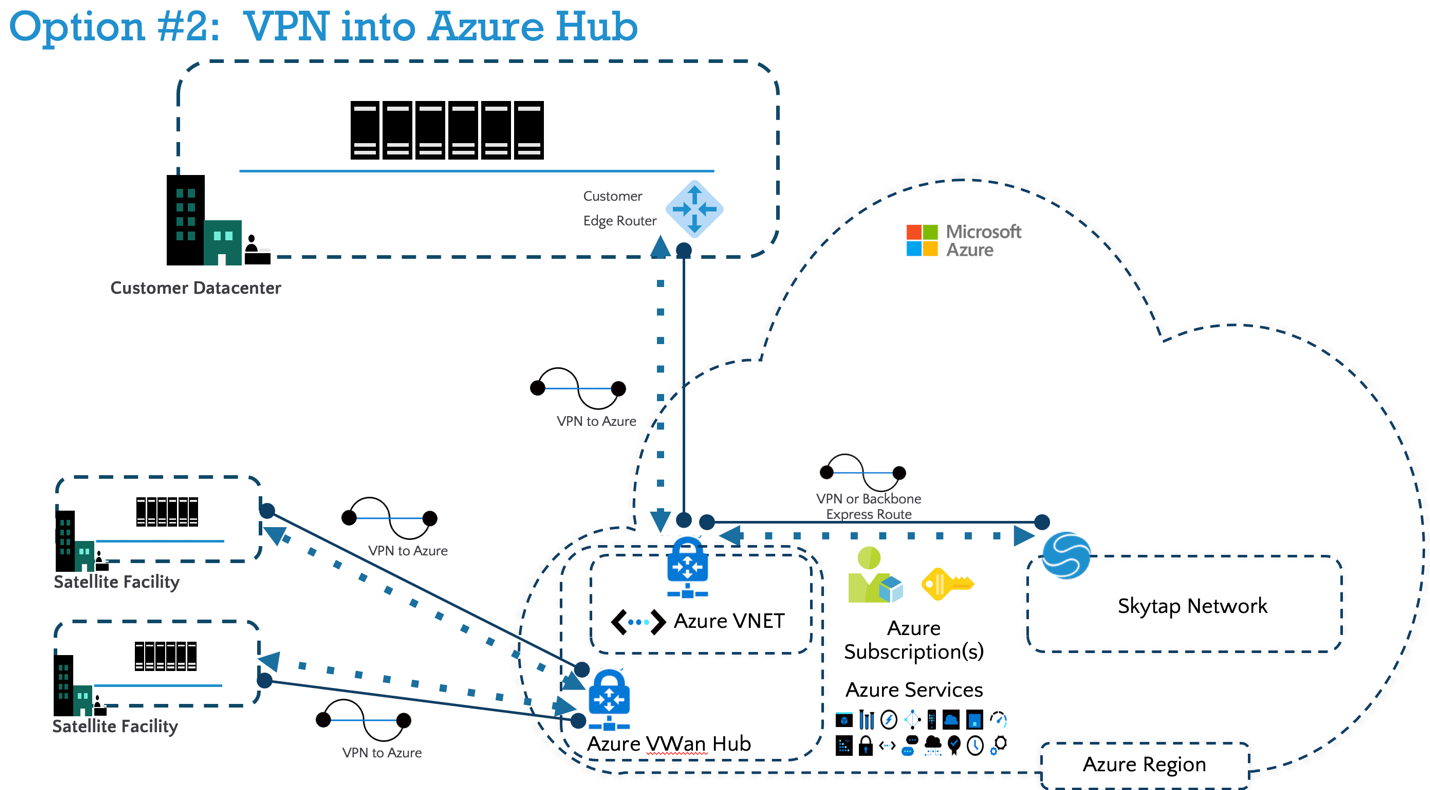 Option #2:  VPN into Azure Hub
Customer
Edge Router
Customer Datacenter
Microsoft
Azure
VPN to Azure
VPN or Backbone
Express Route
VPN to Azure
Satellite Facility
Azure VNET
Azure
Subscription(s)
Skytap Network
Satellite Facility
VPN to Azure
Azure Services
Azure VWan Hub
Azure Region